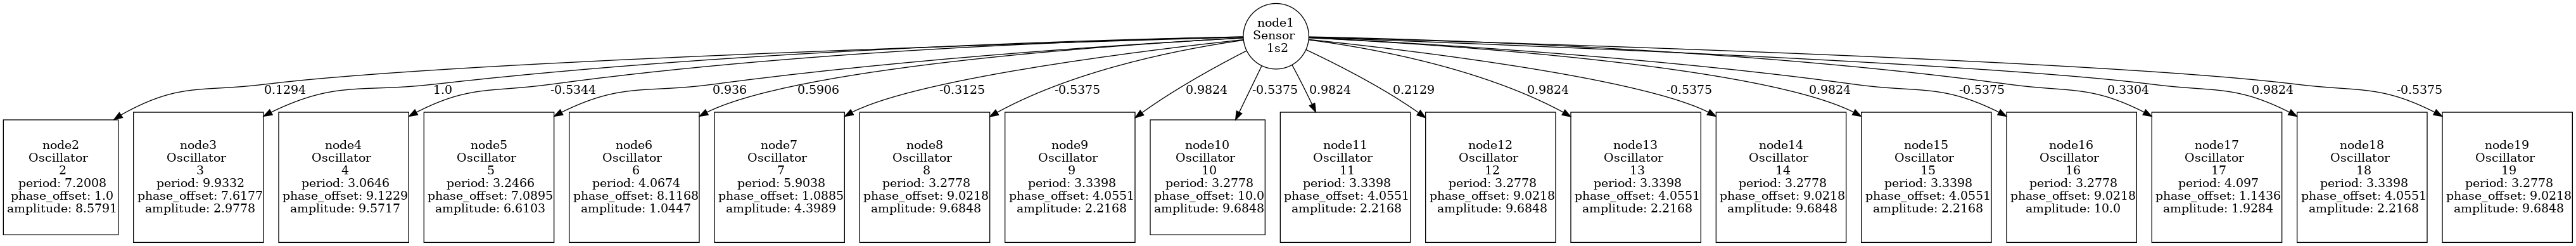 node1
Sensor
1s2
0.1294
1.0
-0.5344
0.936
0.5906
-0.3125
-0.5375
0.9824
-0.5375
0.9824
0.2129
0.9824
-0.5375
0.9824
-0.5375
0.3304
0.9824
-0.5375
node2
Oscillator
2
period: 7.2008
phase_offset: 1.0
amplitude: 8.5791
node3
Oscillator
3
period: 9.9332
phase_offset: 7.6177
amplitude: 2.9778
node4
Oscillator
4
period: 3.0646
phase_offset: 9.1229
amplitude: 9.5717
node5
Oscillator
5
period: 3.2466
phase_offset: 7.0895
amplitude: 6.6103
node6
Oscillator
6
period: 4.0674
phase_offset: 8.1168
amplitude: 1.0447
node7
Oscillator
7
period: 5.9038
phase_offset: 1.0885
amplitude: 4.3989
node8
Oscillator
8
period: 3.2778
phase_offset: 9.0218
amplitude: 9.6848
node9
Oscillator
9
period: 3.3398
phase_offset: 4.0551
amplitude: 2.2168
node10
Oscillator
10
period: 3.2778
phase_offset: 10.0
amplitude: 9.6848
node11
Oscillator
11
period: 3.3398
phase_offset: 4.0551
amplitude: 2.2168
node12
Oscillator
12
period: 3.2778
phase_offset: 9.0218
amplitude: 9.6848
node13
Oscillator
13
period: 3.3398
phase_offset: 4.0551
amplitude: 2.2168
node14
Oscillator
14
period: 3.2778
phase_offset: 9.0218
amplitude: 9.6848
node15
Oscillator
15
period: 3.3398
phase_offset: 4.0551
amplitude: 2.2168
node16
Oscillator
16
period: 3.2778
phase_offset: 9.0218
amplitude: 10.0
node17
Oscillator
17
period: 4.097
phase_offset: 1.1436
amplitude: 1.9284
node18
Oscillator
18
period: 3.3398
phase_offset: 4.0551
amplitude: 2.2168
node19
Oscillator
19
period: 3.2778
phase_offset: 9.0218
amplitude: 9.6848